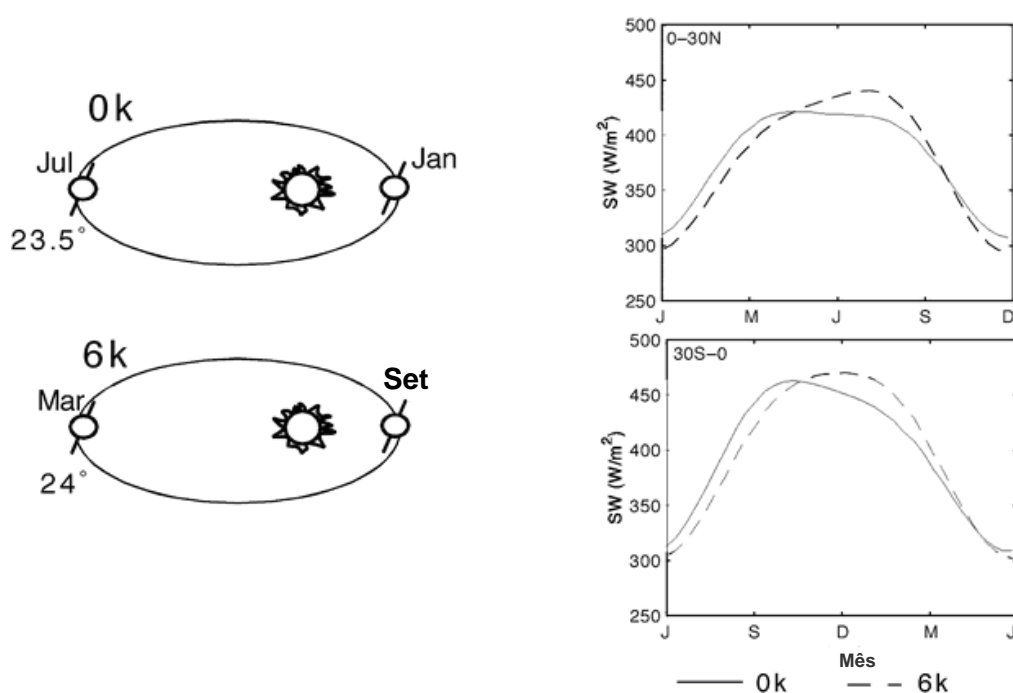 0k
Jul
Jan
23.5°
6k
Mar
Set
24°
500
0–30N
450
400
350
300
250
SW (W/m²)
J M J S D
500
30S–0
450
400
350
300
250
SW (W/m²)
J S D M J
Mês
0k 6k